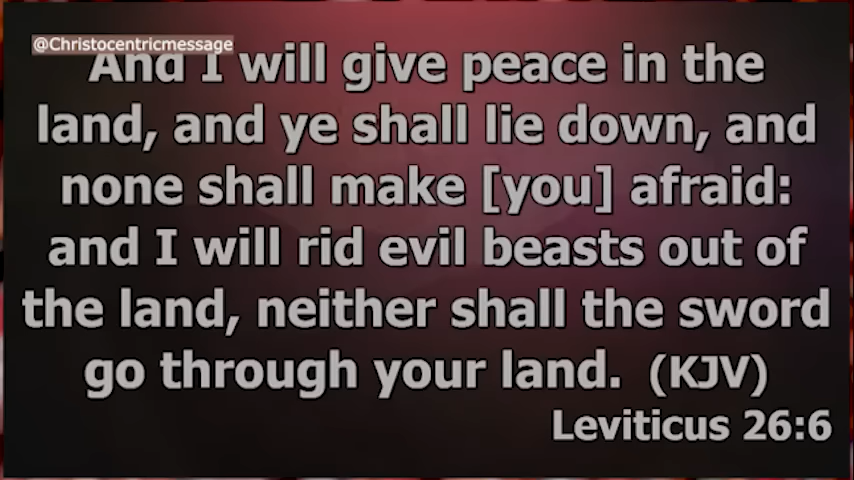 @Christocentricmessage
And I will give peace in the
land, and ye shall lie down, and
none shall make [you] afraid:
and I will rid evil beasts out of
the land, neither shall the sword
go through your land. (KJV)
Leviticus 26:6